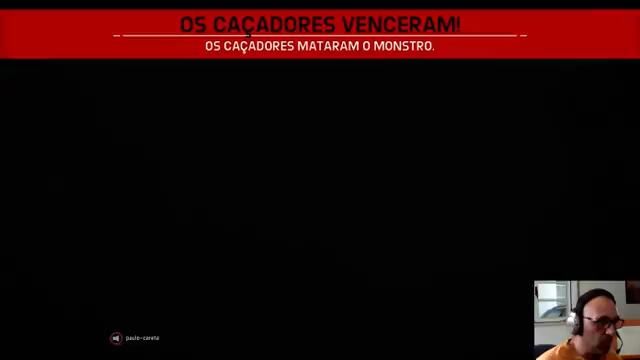 OS CAÇADORES VENCERAM!
OS CAÇADORES MATARAM O MONSTRO.
paulo-careta